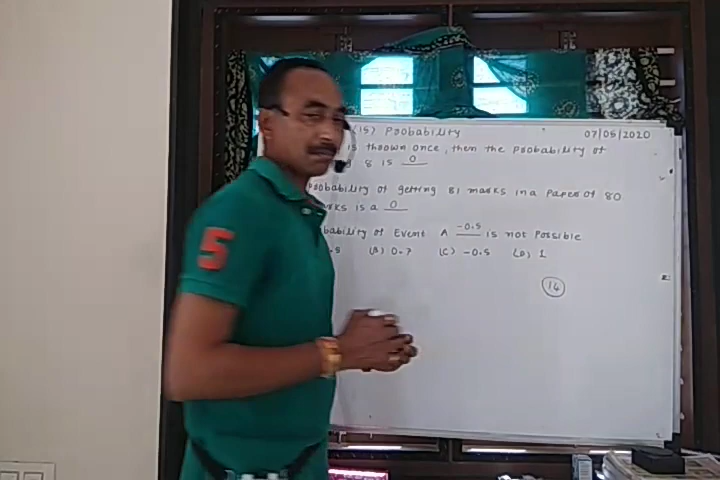 (15) Probability 07/05/2020
is thrown once, then the probability of
g 8 is 0
probability of getting 81 marks in a Paper of 80
marks is a 0
bability of Event A -0.5 is not Possible
(B) 0.7 (C) -0.5 (D) 1
14
5